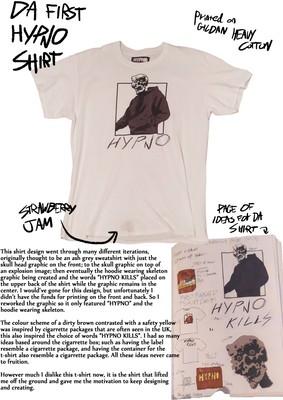 DA FIRST
HYPNO
SHIRT
PRINTED ON
GILDAN HEAVY
COTTON
HYPNO
HYPNO
STRAWBERRY
JAM
PAGE OF
IDEAS FOR DA
SHIRT
This shirt design went through many different iterations,
originally thought to be an ash grey sweatshirt with just the
skull head graphic on the front; to the skull graphic on top of
an explosion image; then eventually the hoodie wearing skeleton
graphic being created and the words "HYPNO KILLS" placed on
the upper back of the shirt while the graphic remains in the
center. I would've gone for this design, but unfortunately I
didn't have the funds for printing on the front and back. So I
reworked the graphic so it only featured "HYPNO" and the
hoodie wearing skeleton.
The colour scheme of a dirty brown contrasted with a safety yellow
was inspired by cigarette packages that are often seen in the UK,
this also inspired the choice of words "HYPNO KILLS". I had so many
ideas based around the cigarette box; such as having the label
resemble a cigarette package, and having the container for the
t-shirt also resemble a cigarette package. All these ideas never came
to fruition.
However much I dislike this t-shirt now, it is the shirt that lifted
me off the ground and gave me the motivation to keep designing
and creating.
HYPNO
KILLS
HYPNO